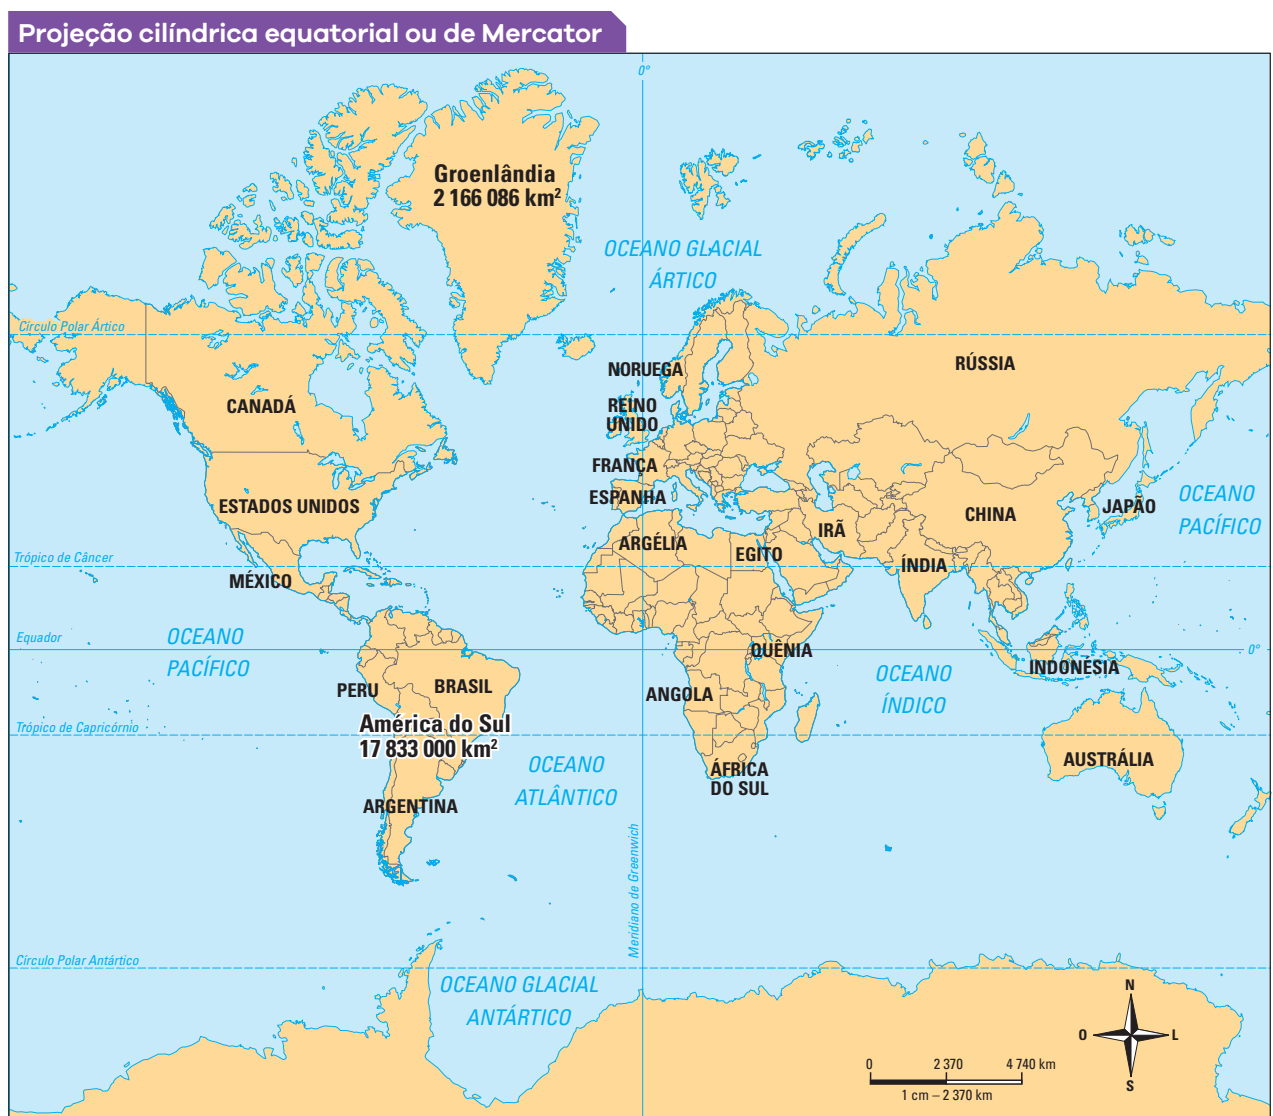 Projeção cilíndrica equatorial ou de Mercator
0°
Groenlândia
2 166 086 km²
OCEANO GLACIAL
ÁRTICO
Círculo Polar Ártico
NORUEGA
RÚSSIA
CANADÁ
REINO
UNIDO
FRANÇA
ESPANHA
ESTADOS UNIDOS
CHINA
JAPÃO
OCEANO
PACÍFICO
IRÃ
ARGÉLIA
EGITO
Trópico de Câncer
ÍNDIA
MÉXICO
Equador
OCEANO
PACÍFICO
QUÊNIA
0°
INDONÉSIA
OCEANO
ÍNDICO
PERU
BRASIL
ANGOLA
América do Sul
17 833 000 km²
Trópico de Capricórnio
AUSTRÁLIA
OCEANO
ATLÂNTICO
ÁFRICA
DO SUL
ARGENTINA
Meridiano de Greenwich
Círculo Polar Antártico
OCEANO GLACIAL
ANTÁRTICO
N
O
L
S
0 2 370 4 740 km
1 cm – 2 370 km